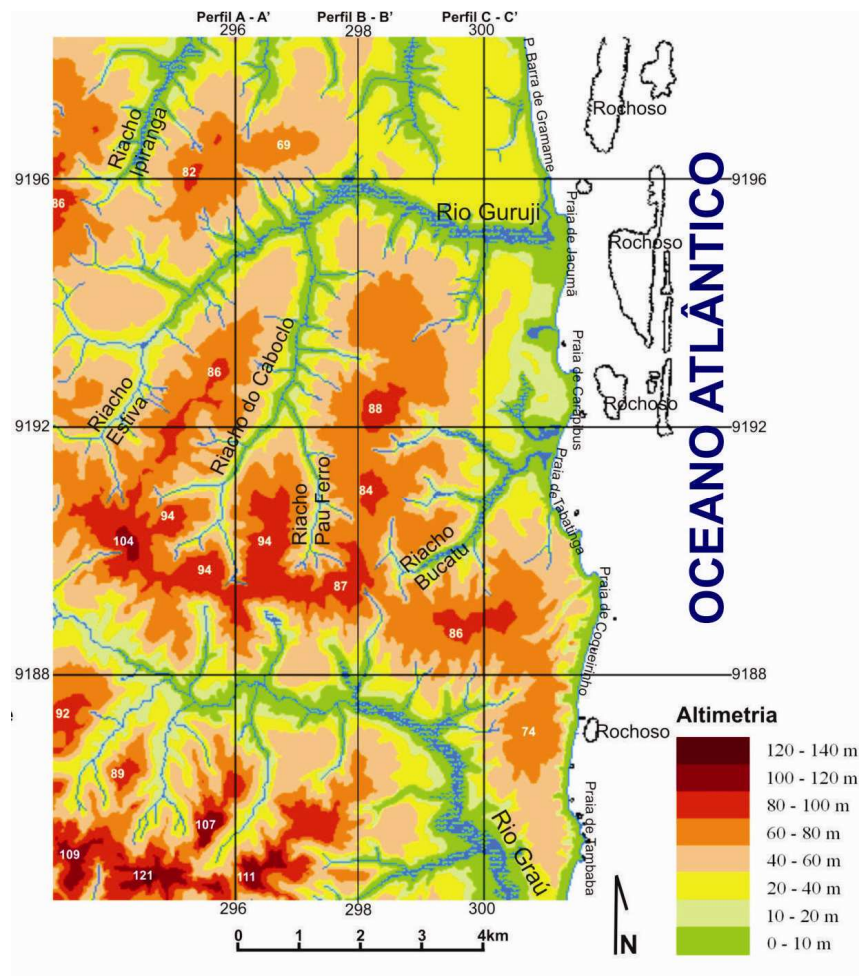 Perfil A - A'
Perfil B - B'
Perfil C - C'
296
298
300
P. Barra de Gramame
Rochoso
Riacho
Ipiranga
69
82
9196
9196
86
Rio Guruji
Praia de Jacumã
Rochoso
OCEANO ATLÂNTICO
Riacho do Caboclo
86
Praia de Carapibus
88
Rochoso
Riacho
Estiva
9192
9192
Praia de Tabatinga
84
94
Riacho
Pau Ferro
104
94
94
87
Riacho
Bucatu
Praia de Coqueirinho
86
9188
9188
92
74
Rochoso
89
107
Praia de Tambaba
109
121
111
Rio Graú
296
298
300
0
1
2
3
4km
N
Altimetria
120 - 140 m
100 - 120 m
80 - 100 m
60 - 80 m
40 - 60 m
20 - 40 m
10 - 20 m
0 - 10 m